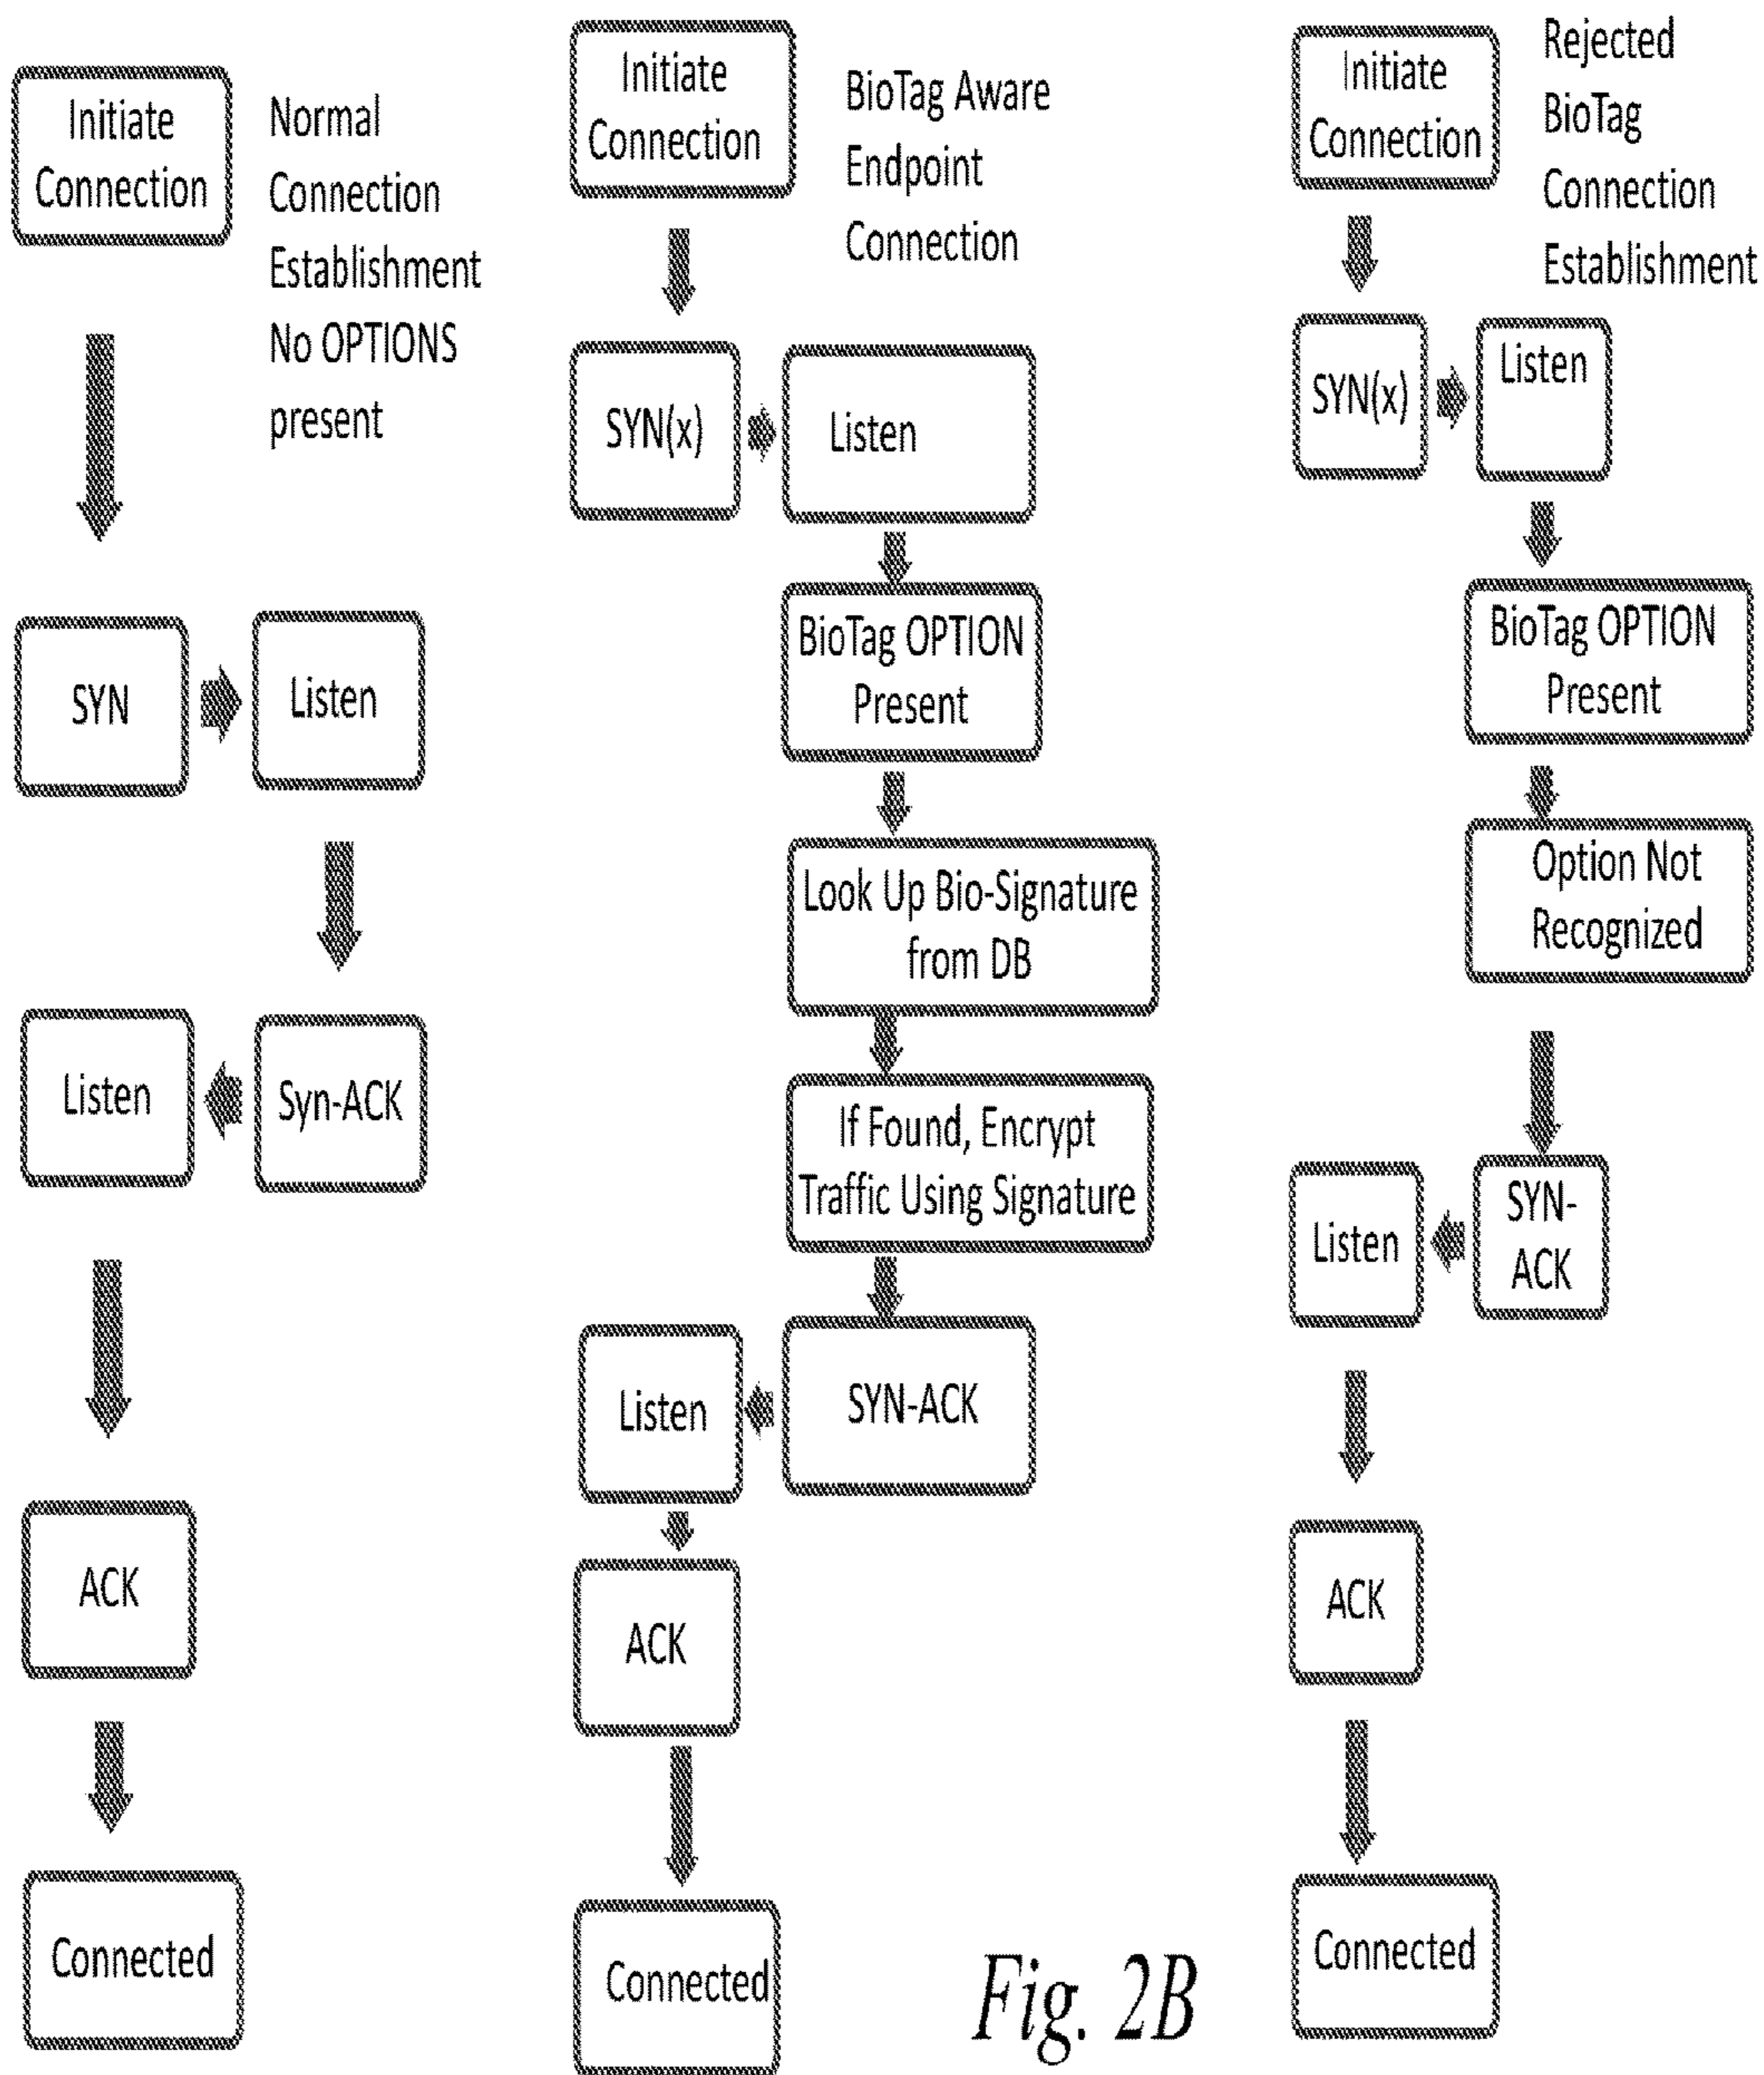 Initiate
Connection
Normal
Connection
Establishment
No OPTIONS
present
SYN
Listen
Listen
Syn-ACK
ACK
Connected
Initiate
Connection
BioTag Aware
Endpoint
Connection
SYN(x)
Listen
BioTag OPTION
Present
Look Up Bio-Signature
from DB
If Found, Encrypt
Traffic Using Signature
Listen
SYN-ACK
ACK
Connected
Initiate
Connection
Rejected
BioTag
Connection
Establishment
SYN(x)
Listen
BioTag OPTION
Present
Option Not
Recognized
Listen
SYN-
ACK
ACK
Connected
Fig. 2B